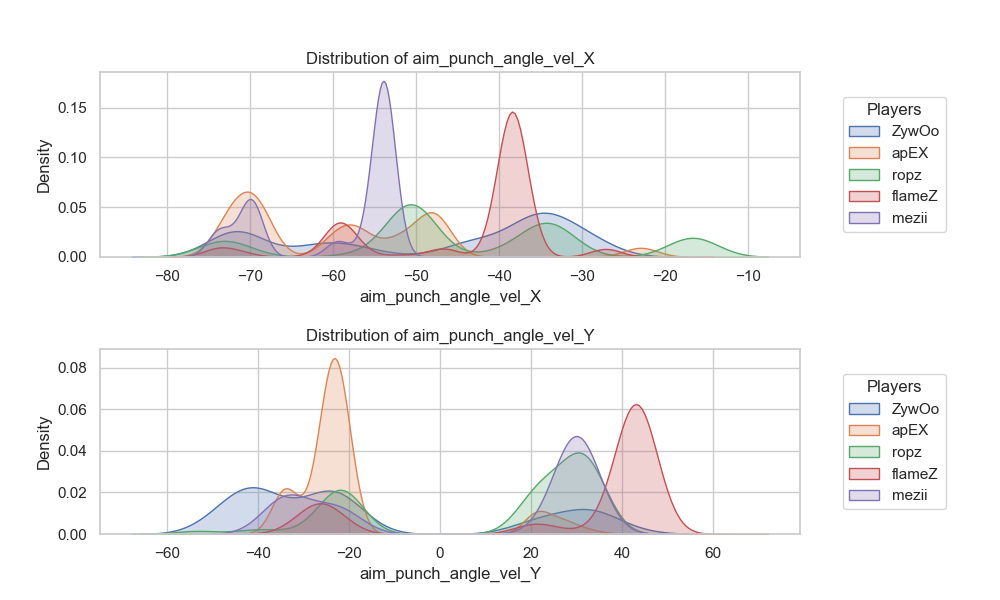 Distribution of aim_punch_angle_vel_X
Density
0.15
0.10
0.05
0.00
−80 −70 −60 −50 −40 −30 −20 −10
aim_punch_angle_vel_X
Players
ZywOo
apEX
ropz
flameZ
mezii
Distribution of aim_punch_angle_vel_Y
Density
0.08
0.06
0.04
0.02
0.00
−60 −40 −20 0 20 40 60
aim_punch_angle_vel_Y
Players
ZywOo
apEX
ropz
flameZ
mezii